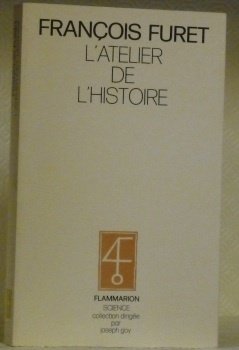 FRANÇOIS FURET
L'ATELIER
DE
L'HISTOIRE
FLAMMARION
SCIENCE
collection dirigée
par
joseph goy